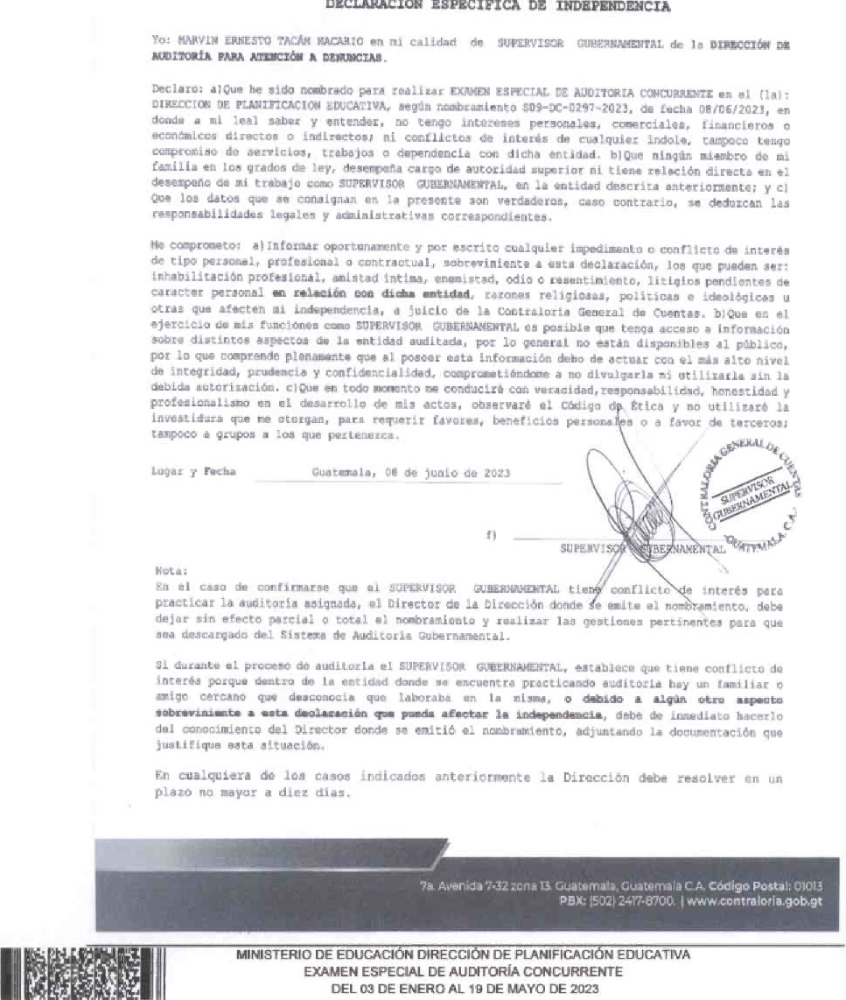 DECLARACIÓN ESPECÍFICA DE INDEPENDENCIA
Yo: MARVIN ERNESTO TACÁM MACARIO en mi calidad de SUPERVISOR GUBERNAMENTAL de la DIRECCIÓN DE
AUDITORÍA PARA ATENCIÓN A DENUNCIAS.
Declaro: a)Que he sido nombrado para realizar EXAMEN ESPECIAL DE AUDITORIA CONCURRENTE en el (la):
DIRECCION DE PLANIFICACION EDUCATIVA, según nombramiento S09-DC-0297-2023, de fecha 08/06/2023, en
donde a mi leal saber y entender, no tengo intereses personales, comerciales, financieros o
económicos directos o indirectos; ni conflictos de interés de cualquier índole, tampoco tengo
compromiso de servicios, trabajos o dependencia con dicha entidad. b)Que ningún miembro de mi
familia en los grados de ley, desempeña cargo de autoridad superior ni tiene relación directa en el
desempeño de mi trabajo como SUPERVISOR GUBERNAMENTAL, en la entidad descrita anteriormente; y c)
Que los datos que se consignan en la presente son verdaderos, caso contrario, se deduzcan las
responsabilidades legales y administrativas correspondientes.
Me comprometo: a)Informar oportunamente y por escrito cualquier impedimento o conflicto de interés
de tipo personal, profesional o contractual, sobreviniente a esta declaración, los que pueden ser:
inhabilitación profesional, amistad íntima, enemistad, odio o resentimiento, litigios pendientes de
caracter personal en relación con dicha entidad, razones religiosas, políticas e ideológicas u
otras que afecten mi independencia, a juicio de la Contraloría General de Cuentas. b)Que en el
ejercicio de mis funciones como SUPERVISOR GUBERNAMENTAL es posible que tenga acceso a información
sobre distintos aspectos de la entidad auditada, por lo general no están disponibles al público,
por lo que comprendo plenamente que al poseer esta información debo de actuar con el más alto nivel
de integridad, prudencia y confidencialidad, comprometiéndome a no divulgarla ni utilizarla sin la
debida autorización. c)Que en todo momento me conduciré con veracidad,responsabilidad, honestidad y
profesionalismo en el desarrollo de mis actos, observaré el Código de Ética y no utilizaré la
investidura que me otorgan, para requerir favores, beneficios personales o a favor de terceros;
tampoco a grupos a los que pertenezca.
Lugar y Fecha Guatemala, 08 de junio de 2023
CONTRALORIA GENERAL DE CUENTAS
SUPERVISOR
GUBERNAMENTAL
GUATEMALA, C.A.
f)
SUPERVISOR GUBERNAMENTAL
Nota:
En el caso de confirmarse que el SUPERVISOR GUBERNAMENTAL tiene conflicto de interés para
practicar la auditoría asignada, el Director de la Dirección donde se emite el nombramiento, debe
dejar sin efecto parcial o total el nombramiento y realizar las gestiones pertinentes para que
sea descargado del Sistema de Auditoría Gubernamental.
Si durante el proceso de auditoría el SUPERVISOR GUBERNAMENTAL, establece que tiene conflicto de
interés porque dentro de la entidad donde se encuentra practicando auditoría hay un familiar o
amigo cercano que desconocía que laboraba en la misma, o debido a algún otro aspecto
sobreviniente a esta declaración que pueda afectar la independencia, debe de inmediato hacerlo
del conocimiento del Director donde se emitió el nombramiento, adjuntando la documentación que
justifique esta situación.
En cualquiera de los casos indicados anteriormente la Dirección debe resolver en un
plazo no mayor a diez días.
7a. Avenida 7-32 zona 13. Guatemala, Guatemala C.A. Código Postal: 01013
PBX: (502) 2417-8700. | www.contraloria.gob.gt
MINISTERIO DE EDUCACIÓN DIRECCIÓN DE PLANIFICACIÓN EDUCATIVA
EXAMEN ESPECIAL DE AUDITORÍA CONCURRENTE
DEL 03 DE ENERO AL 19 DE MAYO DE 2023